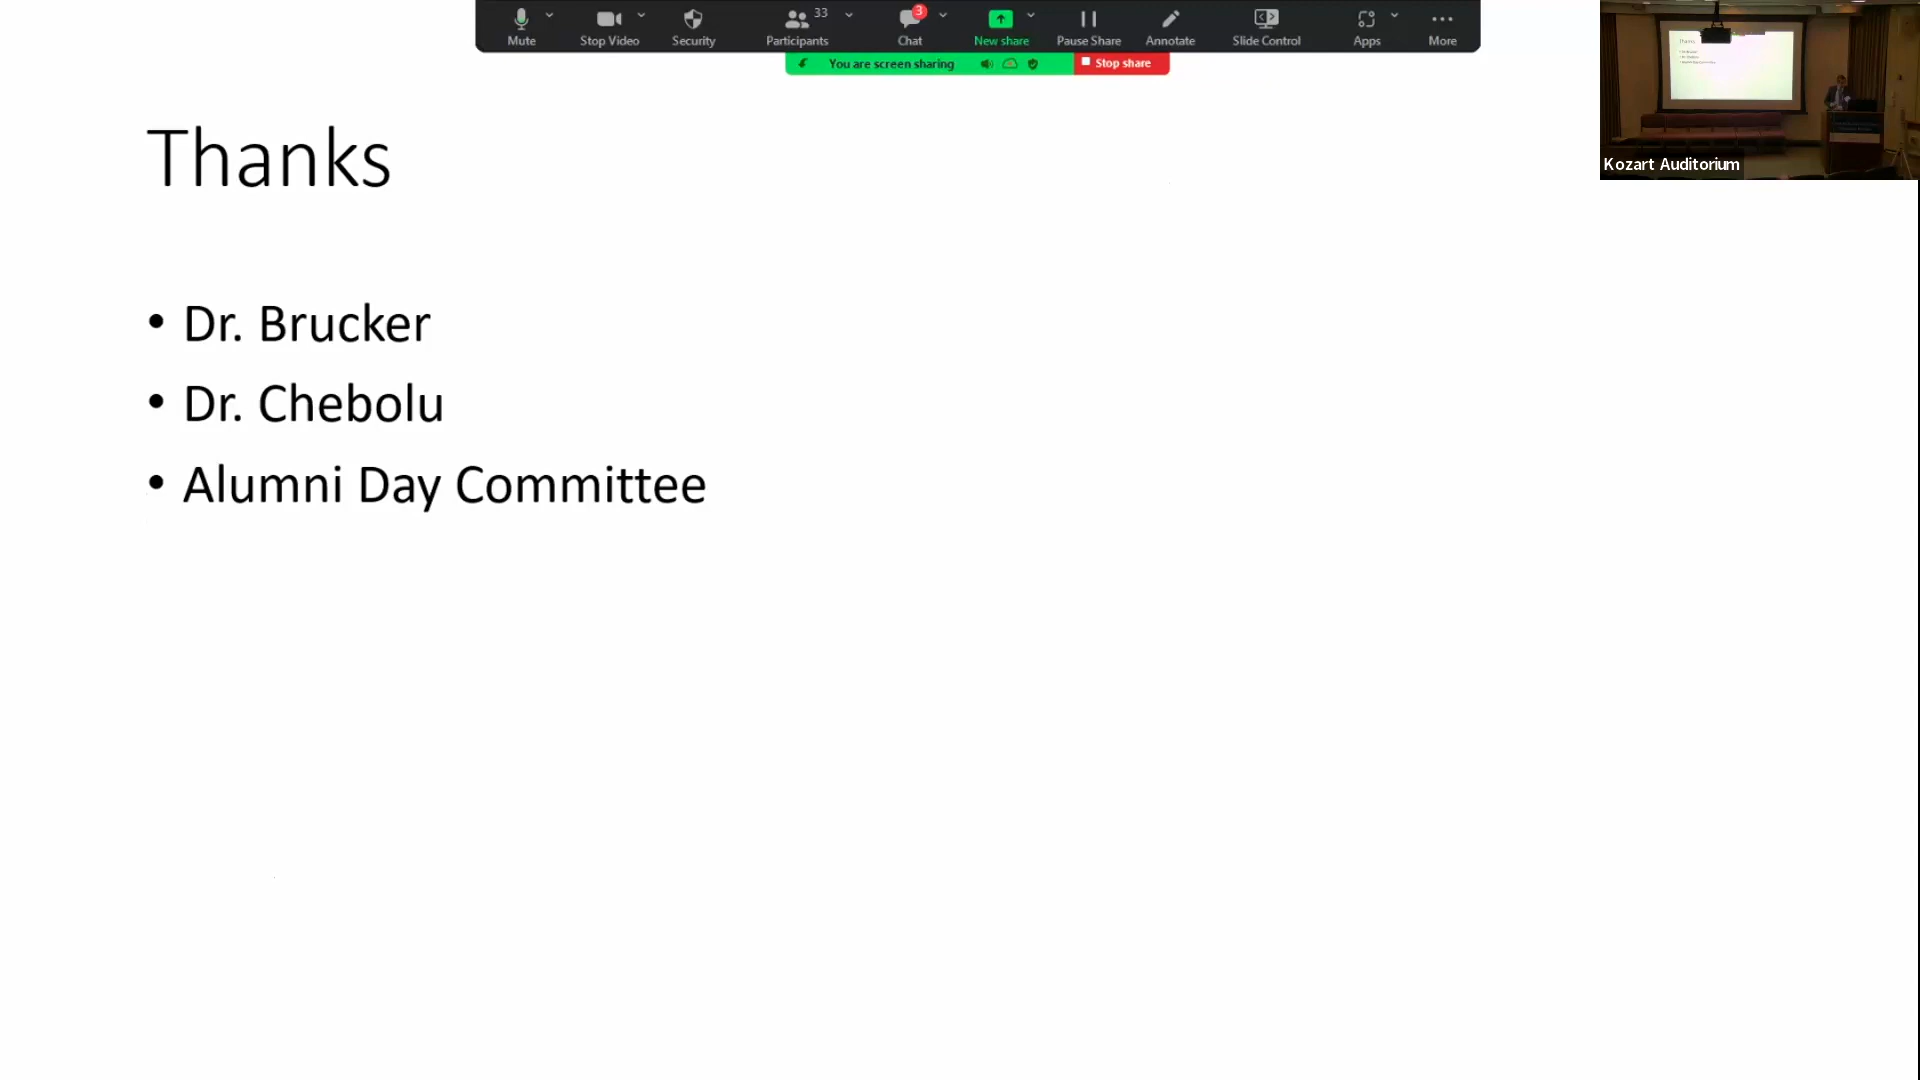 Mute
Stop Video
Security
Participants
33
Chat
3
New share
Pause Share
Annotate
Slide Control
Apps
More
You are screen sharing
Stop share
Kozart Auditorium
Thanks
• Dr. Brucker
• Dr. Chebolu
• Alumni Day Committee